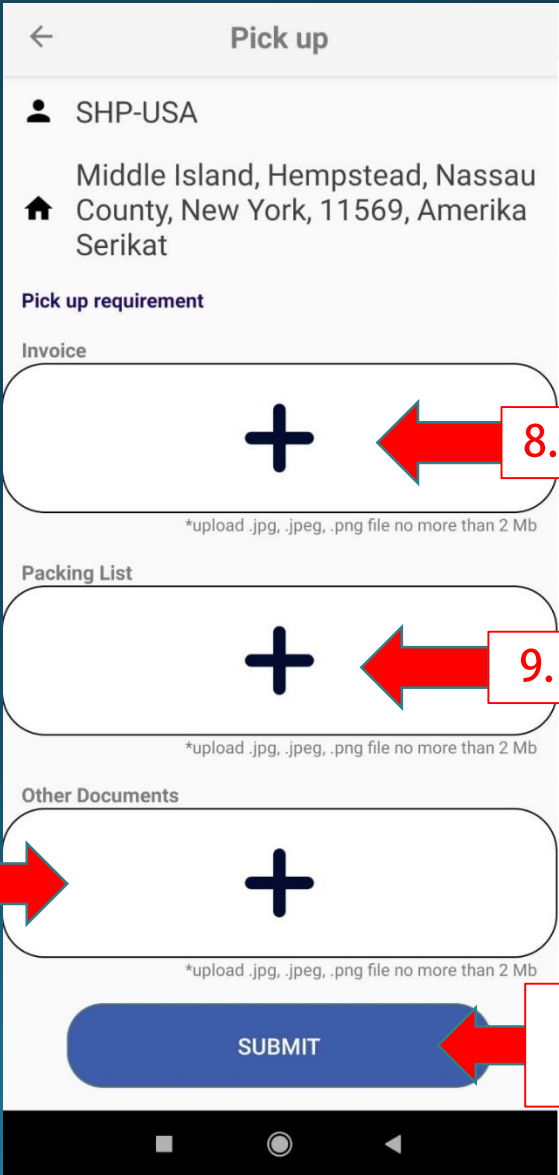 Pick up
SHP-USA
Middle Island, Hempstead, Nassau
County, New York, 11569, Amerika
Serikat
Pick up requirement
Invoice
8.
*upload .jpg, .jpeg, .png file no more than 2 Mb
Packing List
9.
*upload .jpg, .jpeg, .png file no more than 2 Mb
Other Documents
*upload .jpg, .jpeg, .png file no more than 2 Mb
SUBMIT